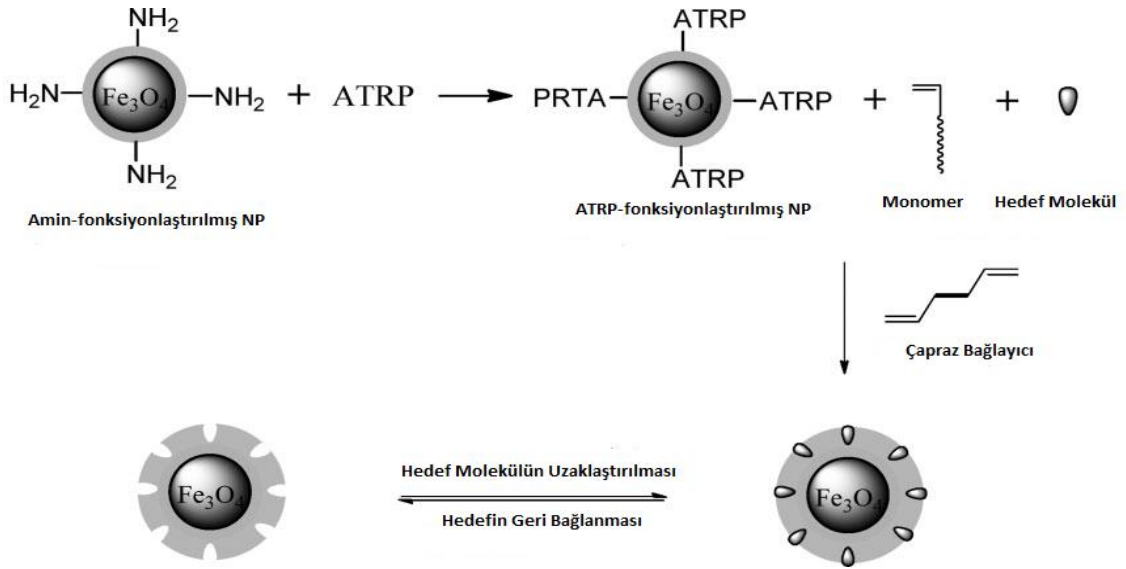 NH2
H2N
Fe3O4
NH2
NH2
+ ATRP
ATRP
PRTA
Fe3O4
ATRP
ATRP
+
+
Amin-fonksiyonlaştırılmış NP
ATRP-fonksiyonlaştırılmış NP
Monomer
Hedef Molekül
Çapraz Bağlayıcı
Fe3O4
Hedef Molekülün Uzaklaştırılması
Hedefin Geri Bağlanması
Fe3O4